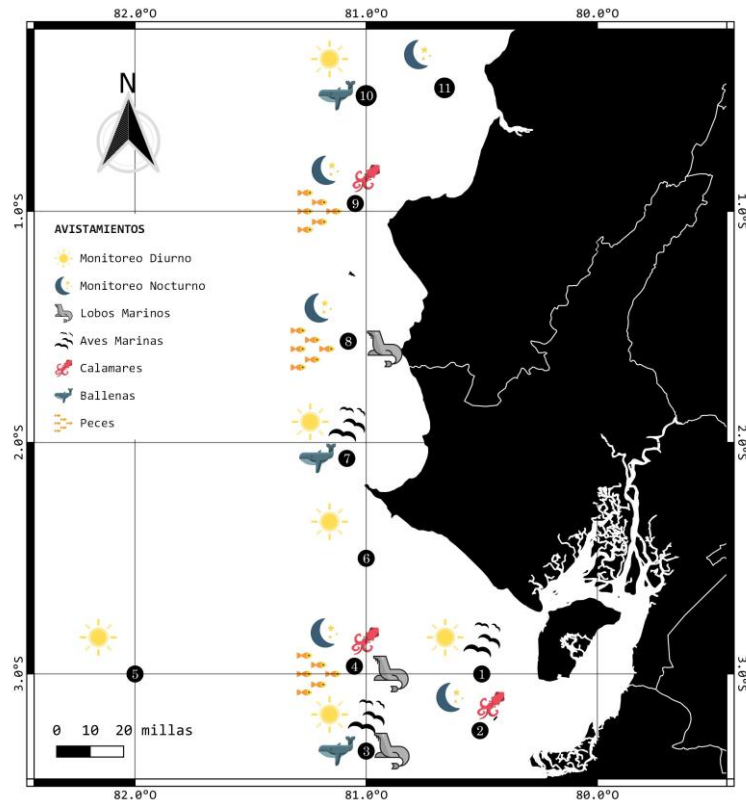 82.0°O 81.0°O 80.0°O
N
10 11
9
1.0°S 1.0°S
AVISTAMIENTOS
Monitoreo Diurno
Monitoreo Nocturno
Lobos Marinos
8
Aves Marinas
Calamares
Ballenas
Peces
2.0°S 2.0°S
7
6
4
5 1
3.0°S 3.0°S
2
0 10 20 millas
3
82.0°O 81.0°O 80.0°O